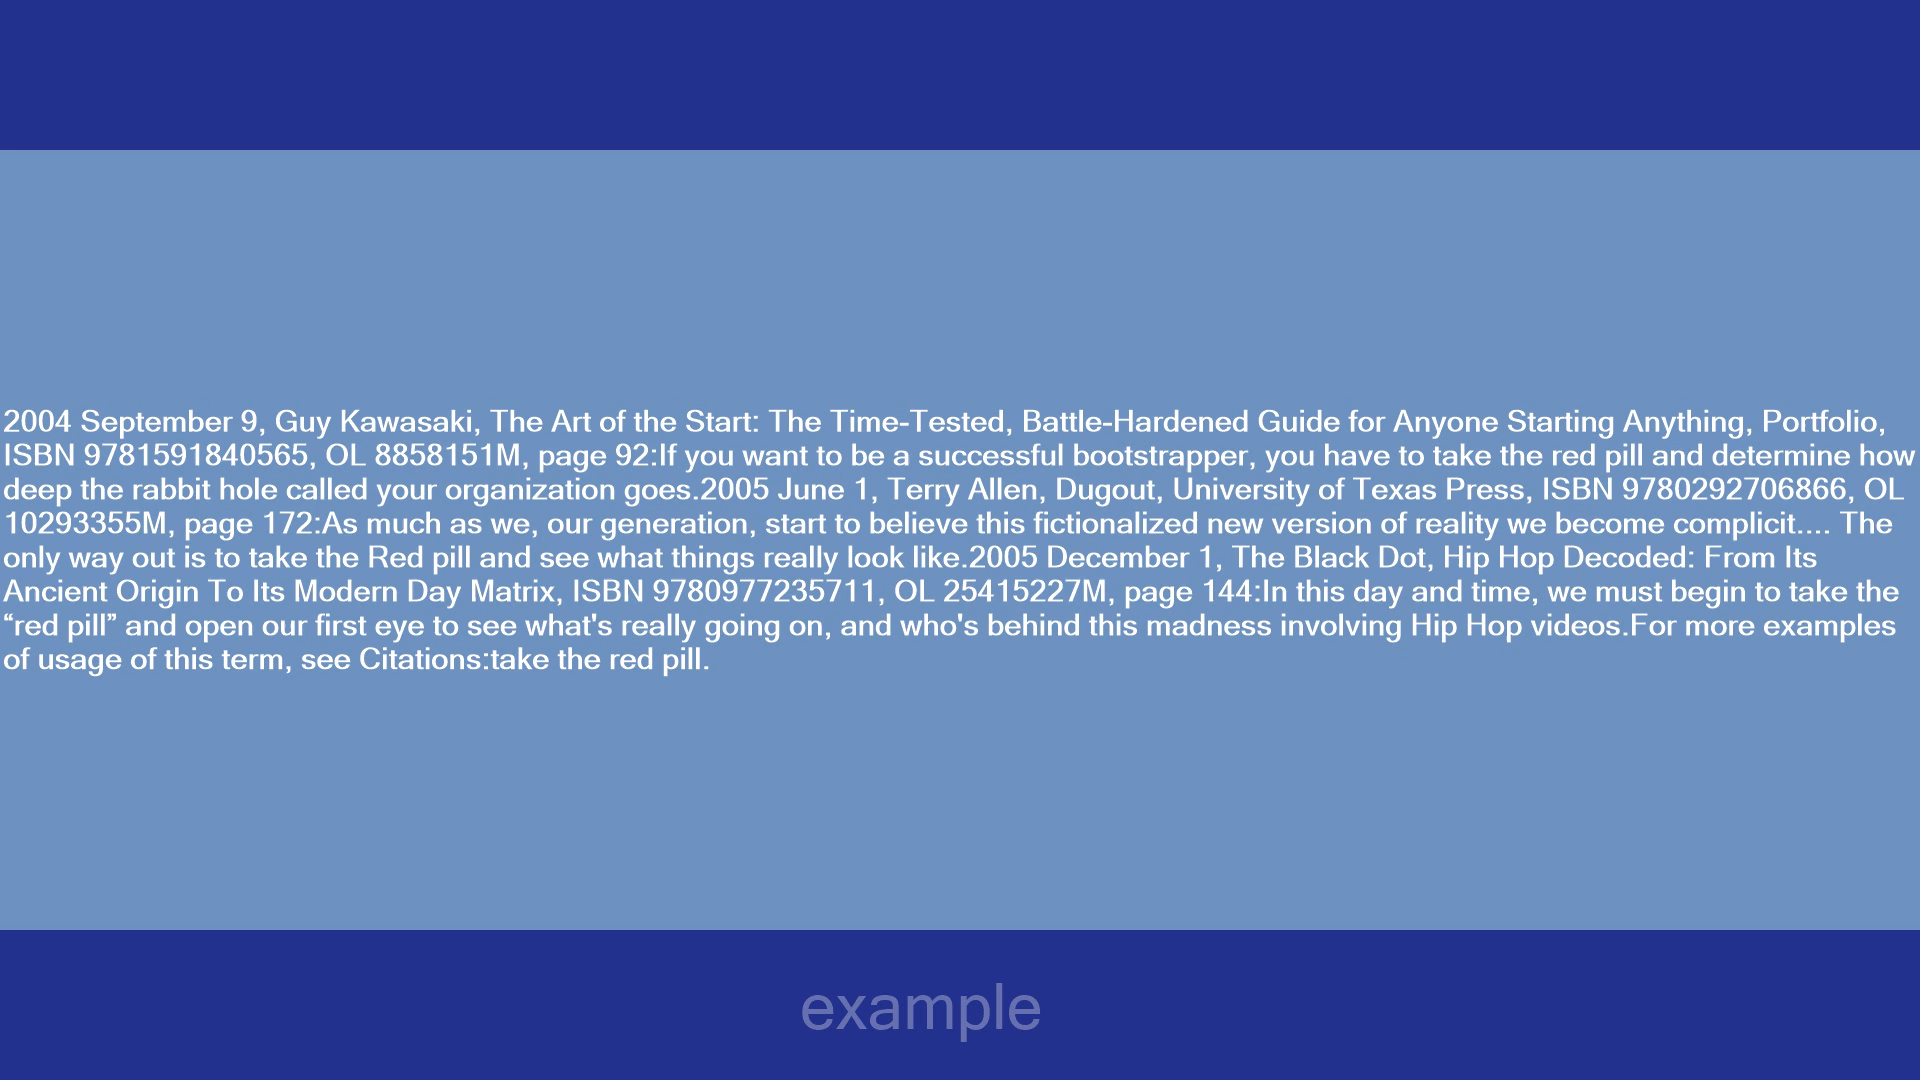 2004 September 9, Guy Kawasaki, The Art of the Start: The Time-Tested, Battle-Hardened Guide for Anyone Starting Anything, Portfolio,
ISBN 9781591840565, OL 8858151M, page 92:If you want to be a successful bootstrapper, you have to take the red pill and determine how
deep the rabbit hole called your organization goes.2005 June 1, Terry Allen, Dugout, University of Texas Press, ISBN 9780292706866, OL
10293355M, page 172:As much as we, our generation, start to believe this fictionalized new version of reality we become complicit.... The
only way out is to take the Red pill and see what things really look like.2005 December 1, The Black Dot, Hip Hop Decoded: From Its
Ancient Origin To Its Modern Day Matrix, ISBN 9780977235711, OL 25415227M, page 144:In this day and time, we must begin to take the
“red pill” and open our first eye to see what's really going on, and who's behind this madness involving Hip Hop videos.For more examples
of usage of this term, see Citations:take the red pill.
example